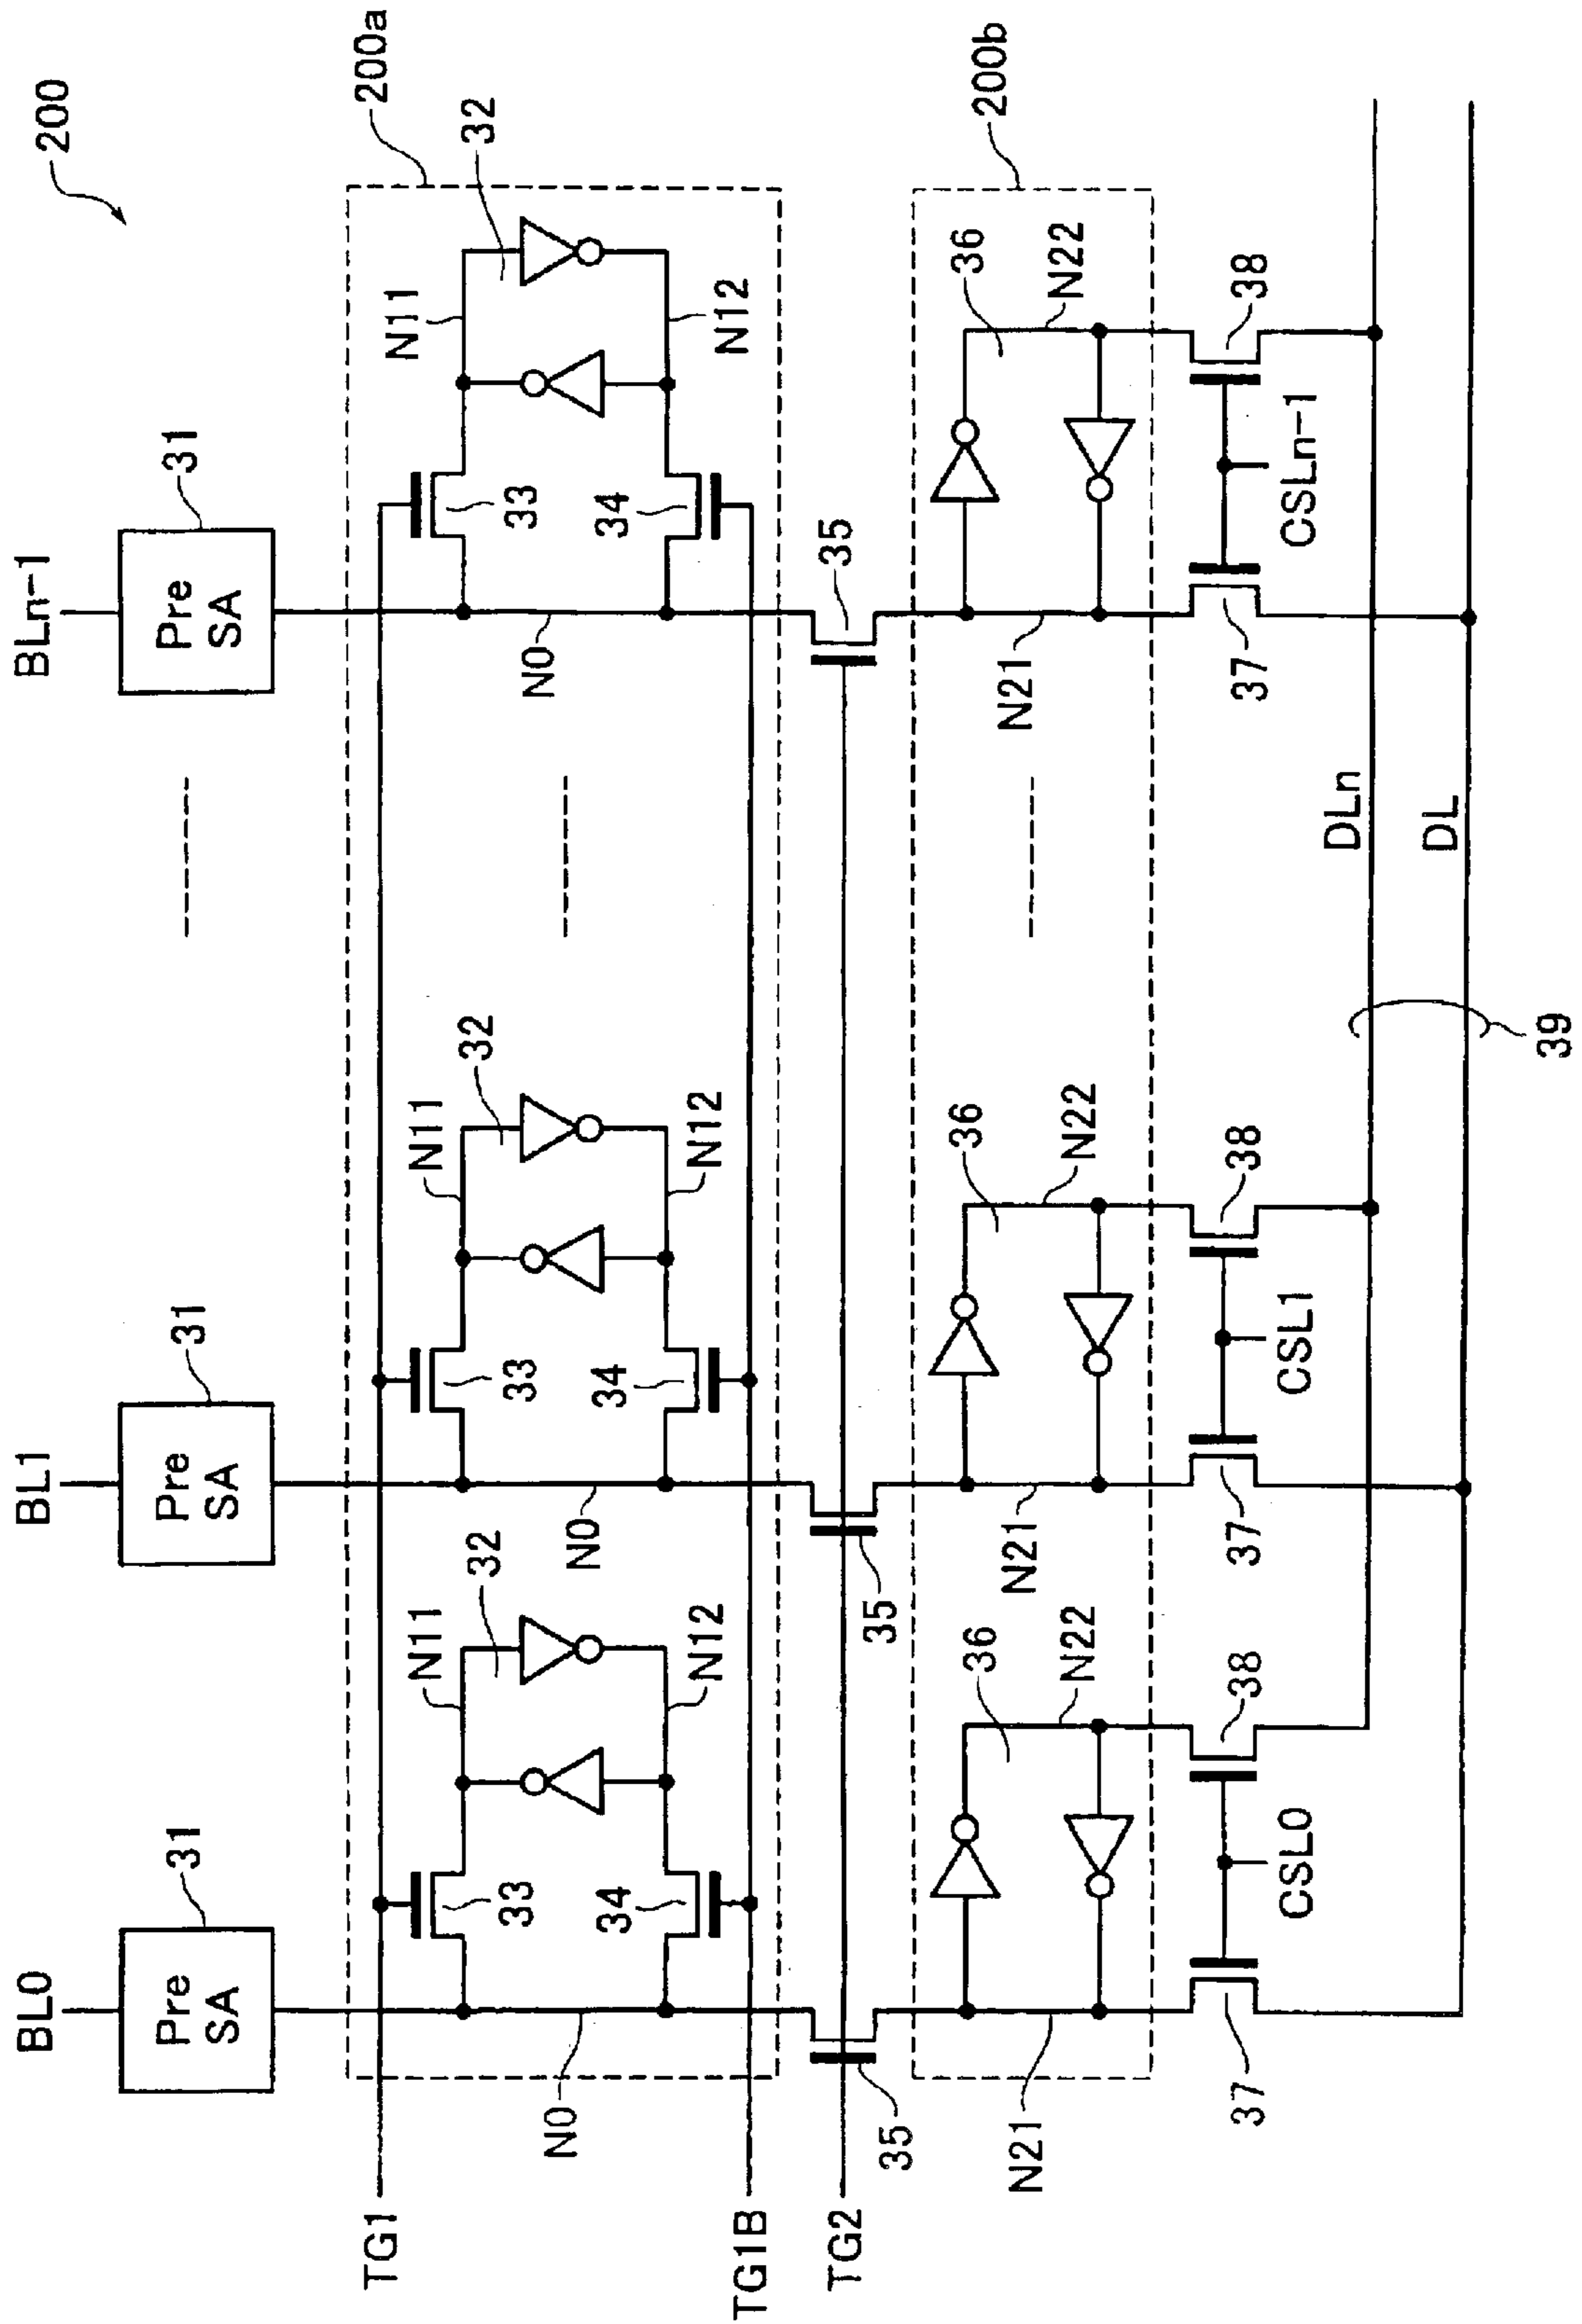 200
BL0
BL1
BLn-1
31
31
31
Pre
SA
Pre
SA
Pre
SA
200a
TG1
N11
32
N11
32
N11
32
33
33
33
34
34
34
N0
N0
N0
N12
N12
N12
TG1B
TG2
35
35
35
200b
36
36
36
N21
N21
N21
N22
N22
N22
37
38
37
38
37
38
CSL0
CSL1
CSLn-1
DLn
DL
39